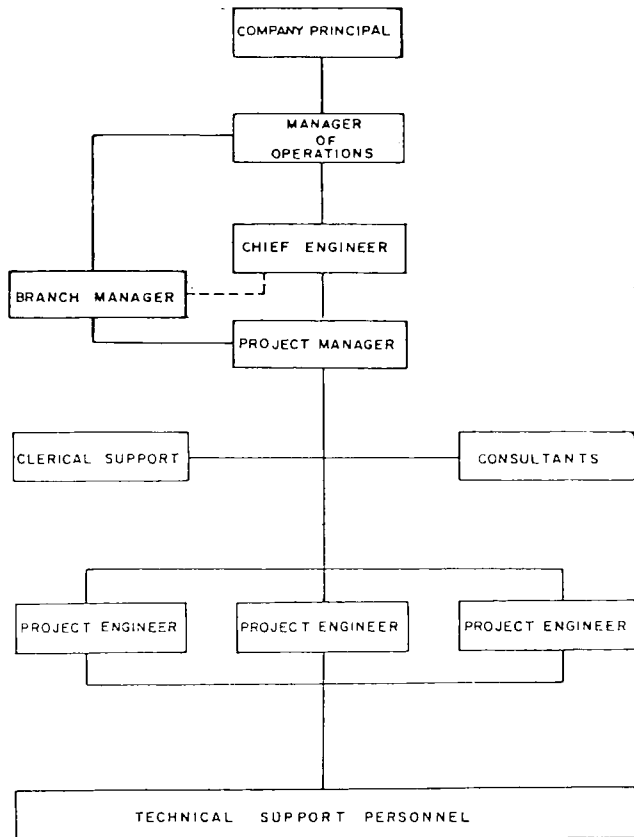 COMPANY PRINCIPAL
MANAGER
OF
OPERATIONS
CHIEF ENGINEER
BRANCH MANAGER
PROJECT MANAGER
CLERICAL SUPPORT
CONSULTANTS
PROJECT ENGINEER
PROJECT ENGINEER
PROJECT ENGINEER
TECHNICAL SUPPORT PERSONNEL